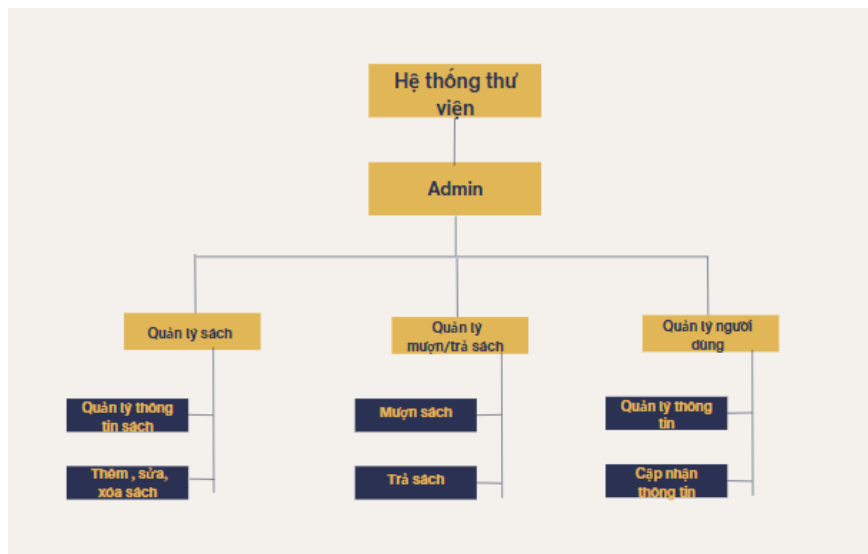 Hệ thống thư
viện
Admin
Quản lý sách
Quản lý
mượn/trả sách
Quản lý người
dùng
Quản lý thông
tin sách
Mượn sách
Quản lý thông
tin
Thêm , sửa,
xóa sách
Trả sách
Cập nhận
thông tin